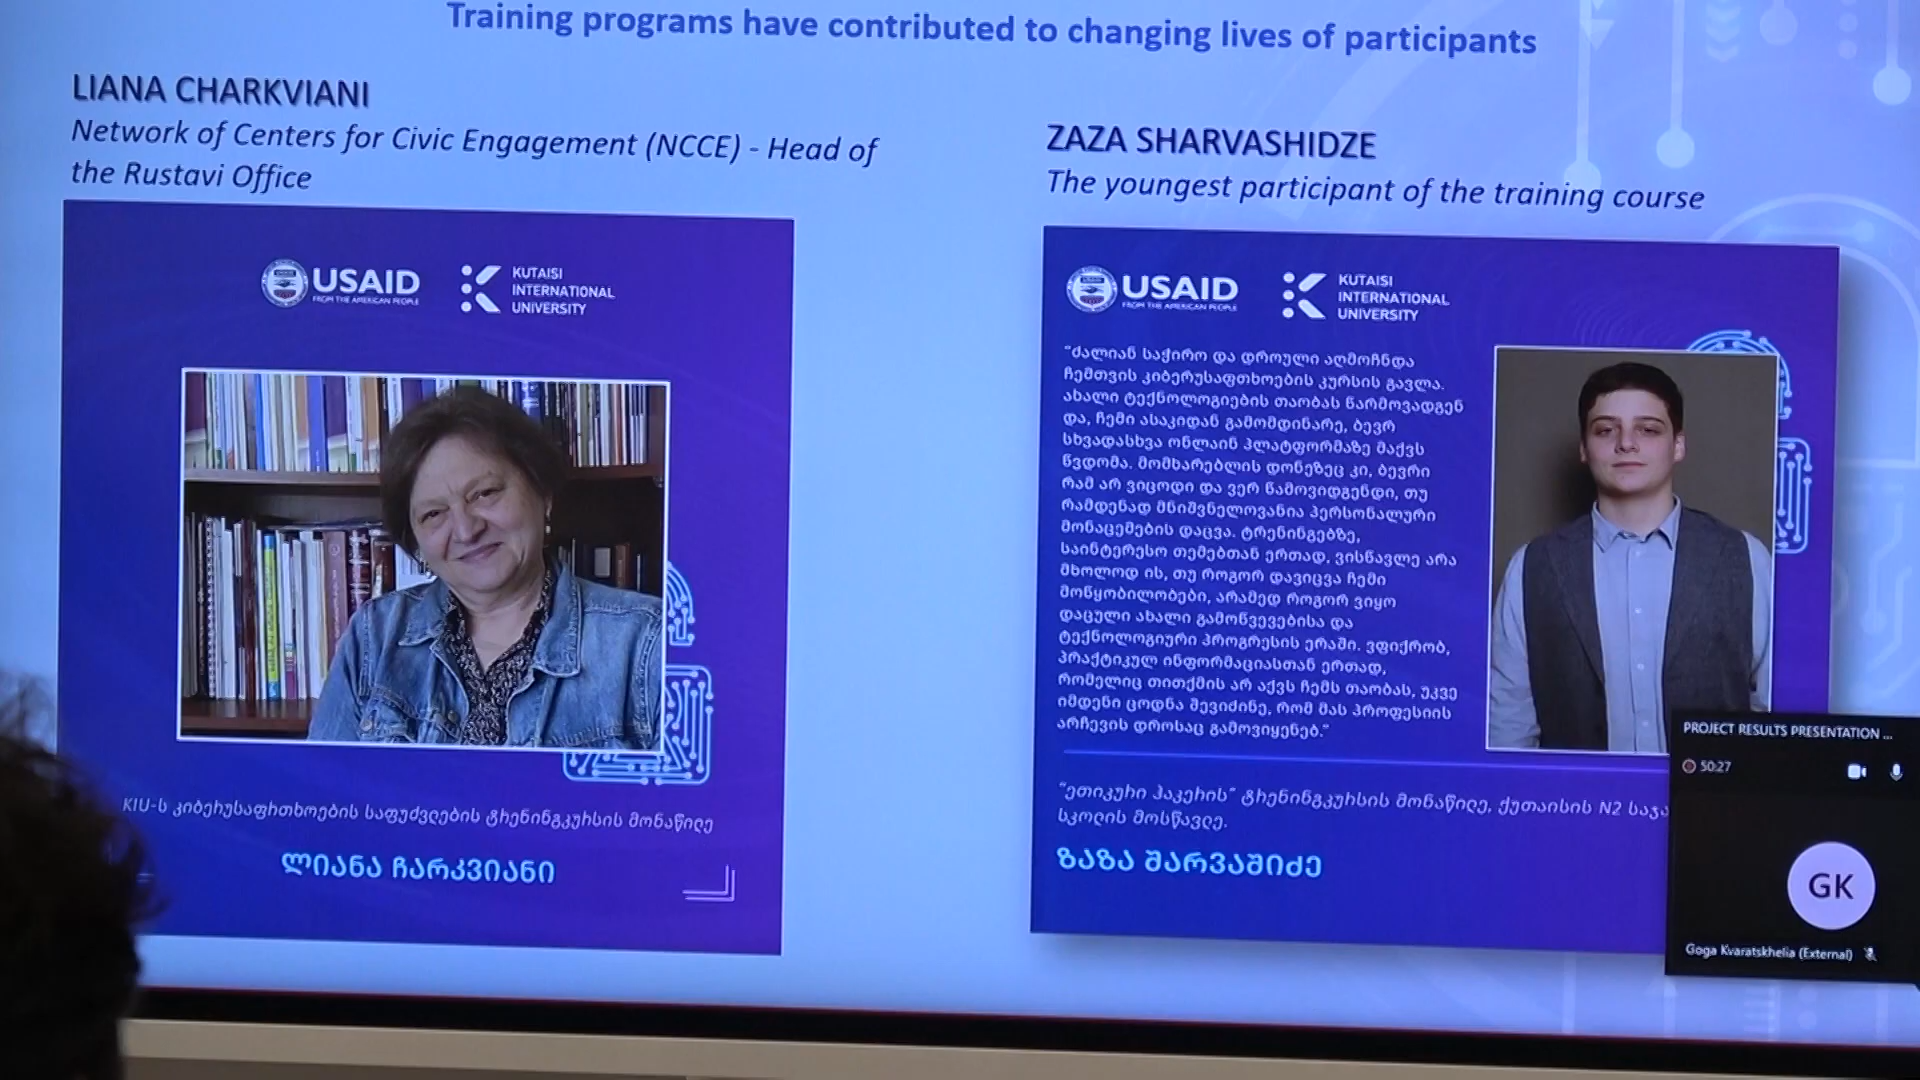 Training programs have contributed to changing lives of participants
LIANA CHARKVIANI
Network of Centers for Civic Engagement (NCCE) - Head of
the Rustavi Office
USAID
FROM THE AMERICAN PEOPLE
KUTAISI
INTERNATIONAL
UNIVERSITY
KIU-ს კიბერუსაფრთხოების საფუძვლების ტრენინგკურსის მონაწილე
ლიანა ჩარკვიანი
ZAZA SHARVASHIDZE
The youngest participant of the training course
USAID
FROM THE AMERICAN PEOPLE
KUTAISI
INTERNATIONAL
UNIVERSITY
“ძალიან საჭირო და დროული აღმოჩნდა
ჩემთვის კიბერუსაფთხოების კურსის გავლა.
ახალი ტექნოლოგიების თაობას წარმოვადგენ
და, ჩემი ასაკიდან გამომდინარე, ბევრ
სხვადასხვა ონლაინ პლატფორმაზე მაქვს
წვდომა. მომხარებლის დონეზეც კი, ბევრი
რამ არ ვიცოდი და ვერ წამოვიდგენდი, თუ
რამდენად მნიშვნელოვანია პერსონალური
მონაცემების დაცვა. ტრენინგებზე,
საინტერესო თემებთან ერთად, ვისწავლე არა
მხოლოდ ის, თუ როგორ დავიცვა ჩემი
მოწყობილობები, არამედ როგორ ვიყო
დაცული ახალი გამოწვევებისა და
ტექნოლოგიური პროგრესის ერაში. ვფიქრობ,
პრაქტიკულ ინფორმაციასთან ერთად,
რომელიც თითქმის არ აქვს ჩემს თაობას, უკვე
იმდენი ცოდნა შევიძინე, რომ მას პროფესიის
არჩევის დროსაც გამოვიყენებ.”
“ეთიკური ჰაკერის” ტრენინგკურსის მონაწილე, ქუთაისის N2 საჯა
სკოლის მოსწავლე.
ზაზა შარვაშიძე
PROJECT RESULTS PRESENTATION ...
50:27
GK
Goga Kvaratskhelia (External)